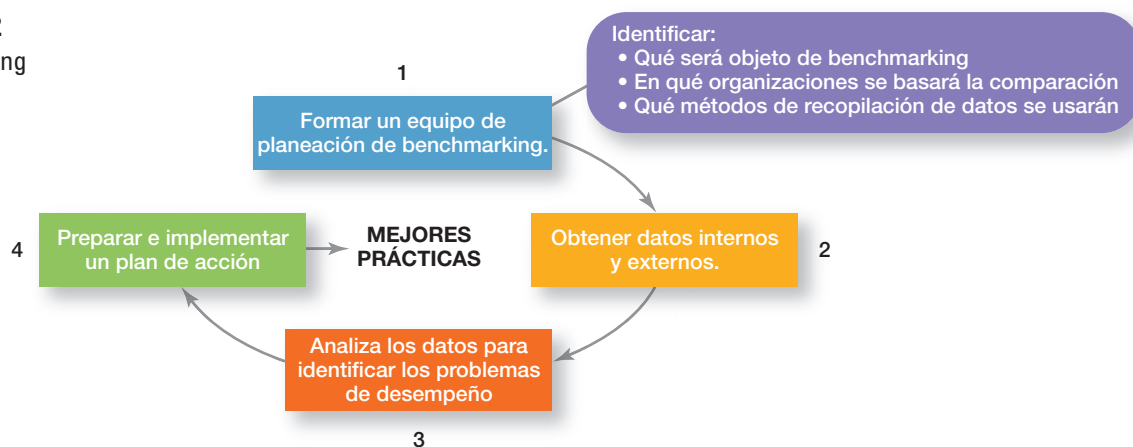 2
ng
1
Formar un equipo de
planeación de benchmarking.
Identificar:
• Qué será objeto de benchmarking
• En qué organizaciones se basará la comparación
• Qué métodos de recopilación de datos se usarán
Obtener datos internos
y externos.
2
Analiza los datos para
identificar los problemas
de desempeño
3
4
Preparar e implementar
un plan de acción
MEJORES
PRÁCTICAS